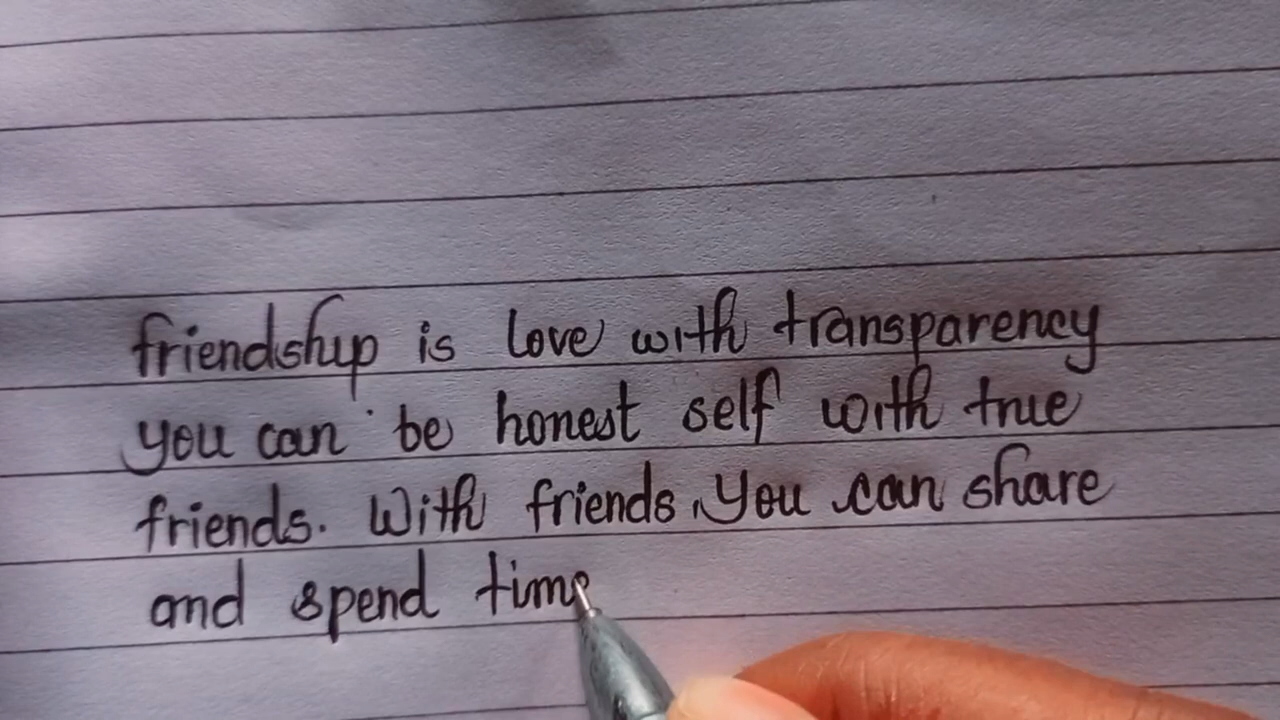 friendship is love with transparency
you can be honest self with true
friends. With friends, you can share
and spend time